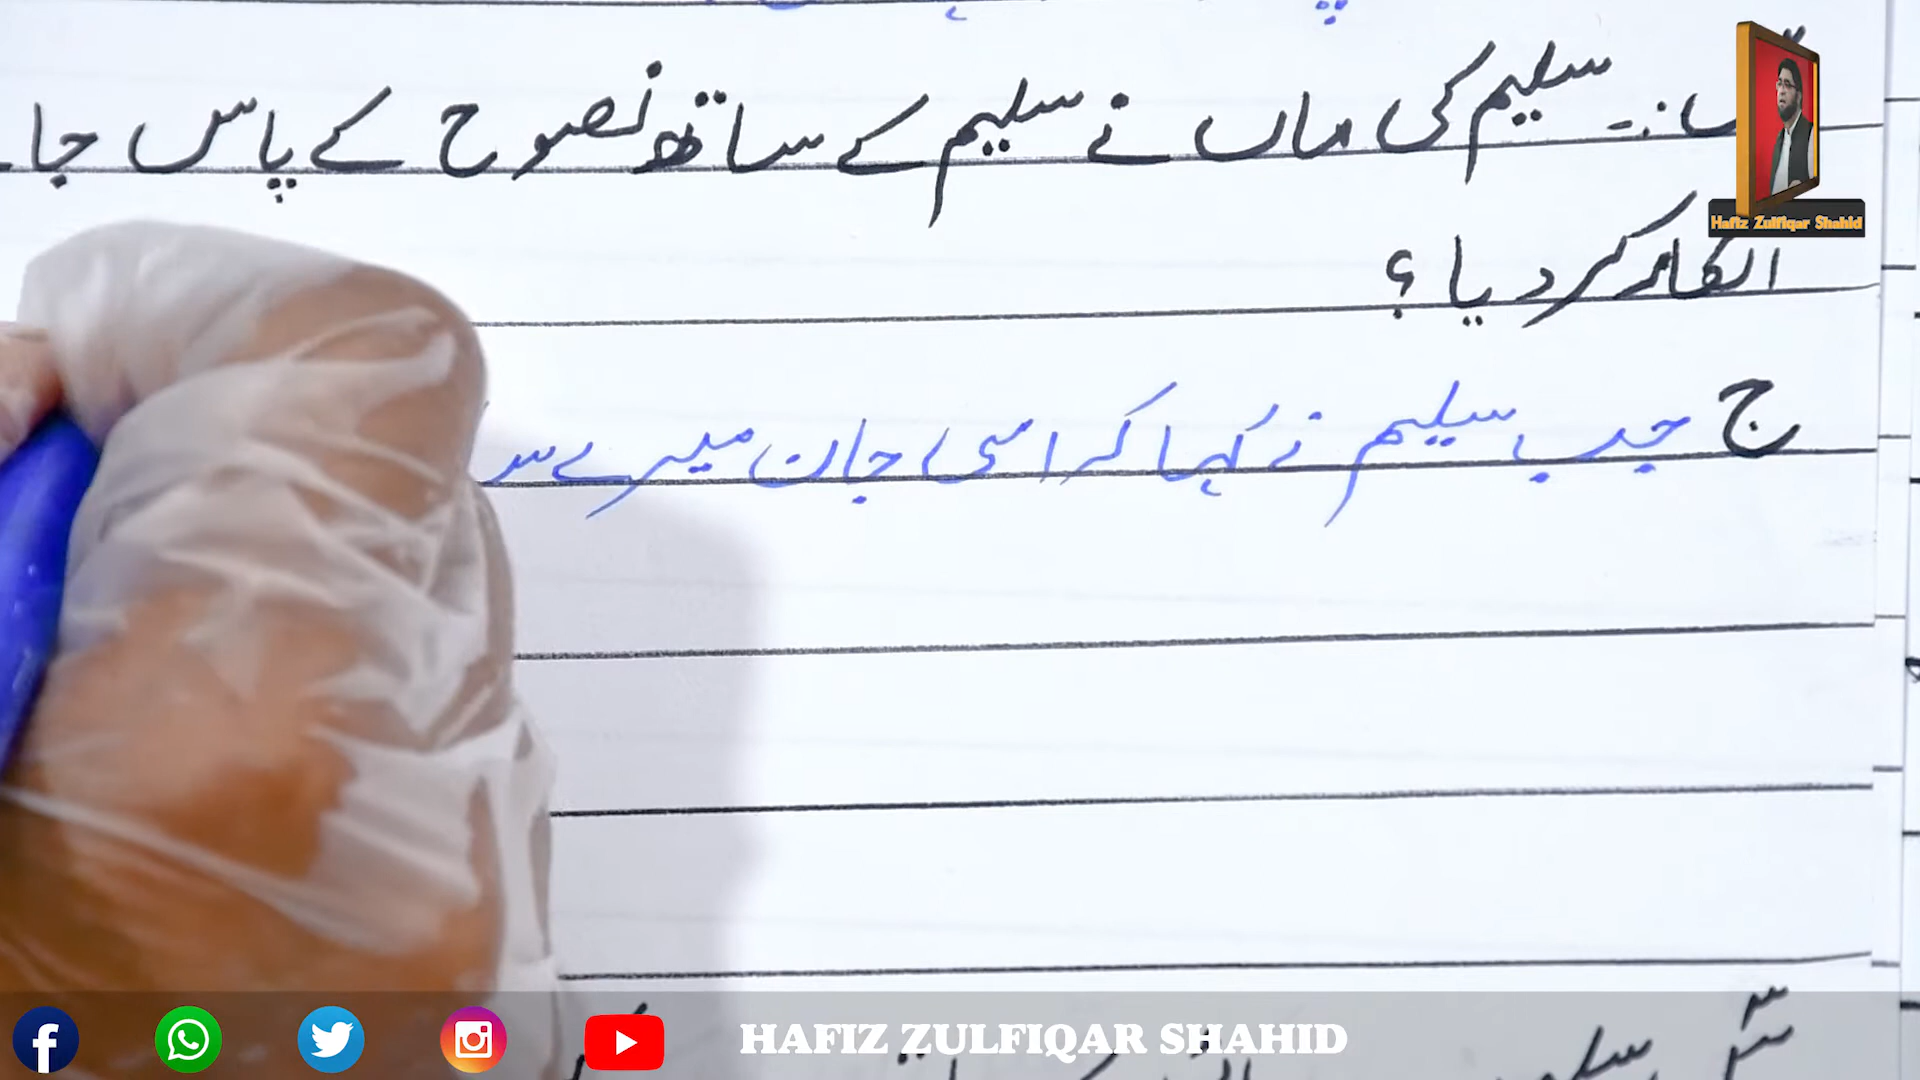 سلیم کی ماں نے سلیم کے ساتھ نصوح کے پاس جا
انکار کر دیا؟
ج جب سلیم نے کہا کہ امی جان میرے
Hafiz Zulfiqar Shahid
HAFIZ ZULFIQAR SHAHID